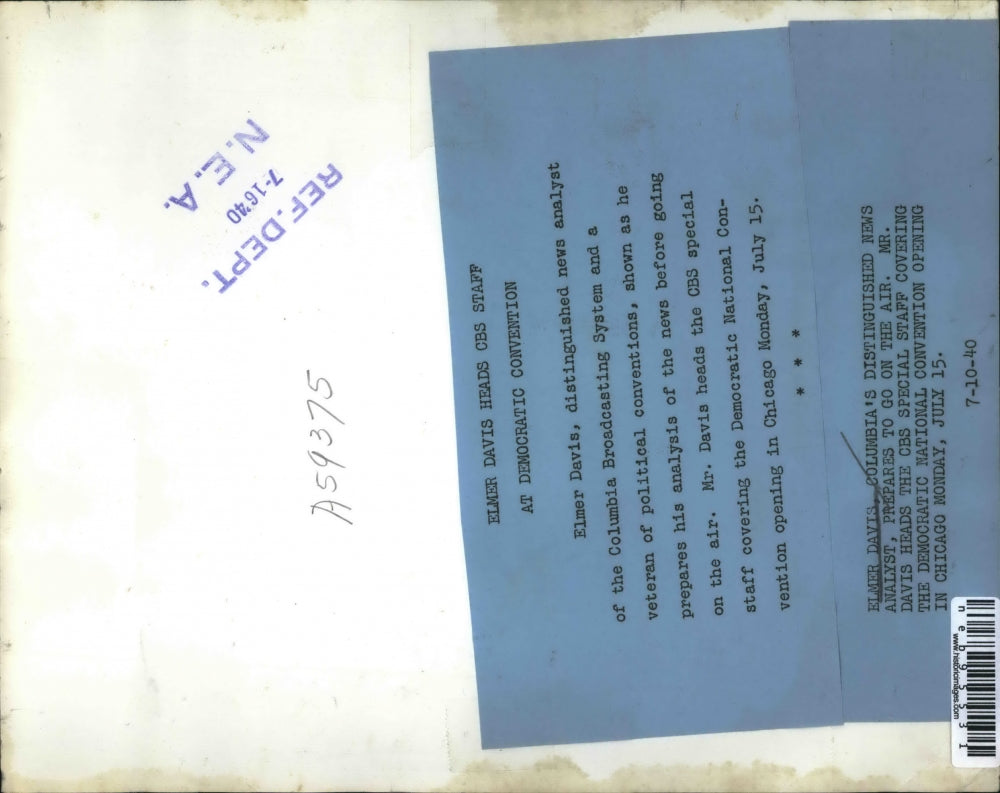 REF. DEPT.
7-16'40
N.E.A.
A59375
ELMER DAVIS HEADS CBS STAFF
AT DEMOCRATIC CONVENTION
Elmer Davis, distinguished news analyst
of the Columbia Broadcasting System and a
veteran of political conventions, shown as he
prepares his analysis of the news before going
on the air. Mr. Davis heads the CBS special
staff covering the Democratic National Con-
vention opening in Chicago Monday, July 15.
* * *
ELMER DAVIS, COLUMBIA'S DISTINGUISHED NEWS
ANALYST, PREPARES TO GO ON THE AIR. MR.
DAVIS HEADS THE CBS SPECIAL STAFF COVERING
THE DEMOCRATIC NATIONAL CONVENTION OPENING
IN CHICAGO MONDAY, JULY 15.
7-10-40
www.historicimages.com
neb95531